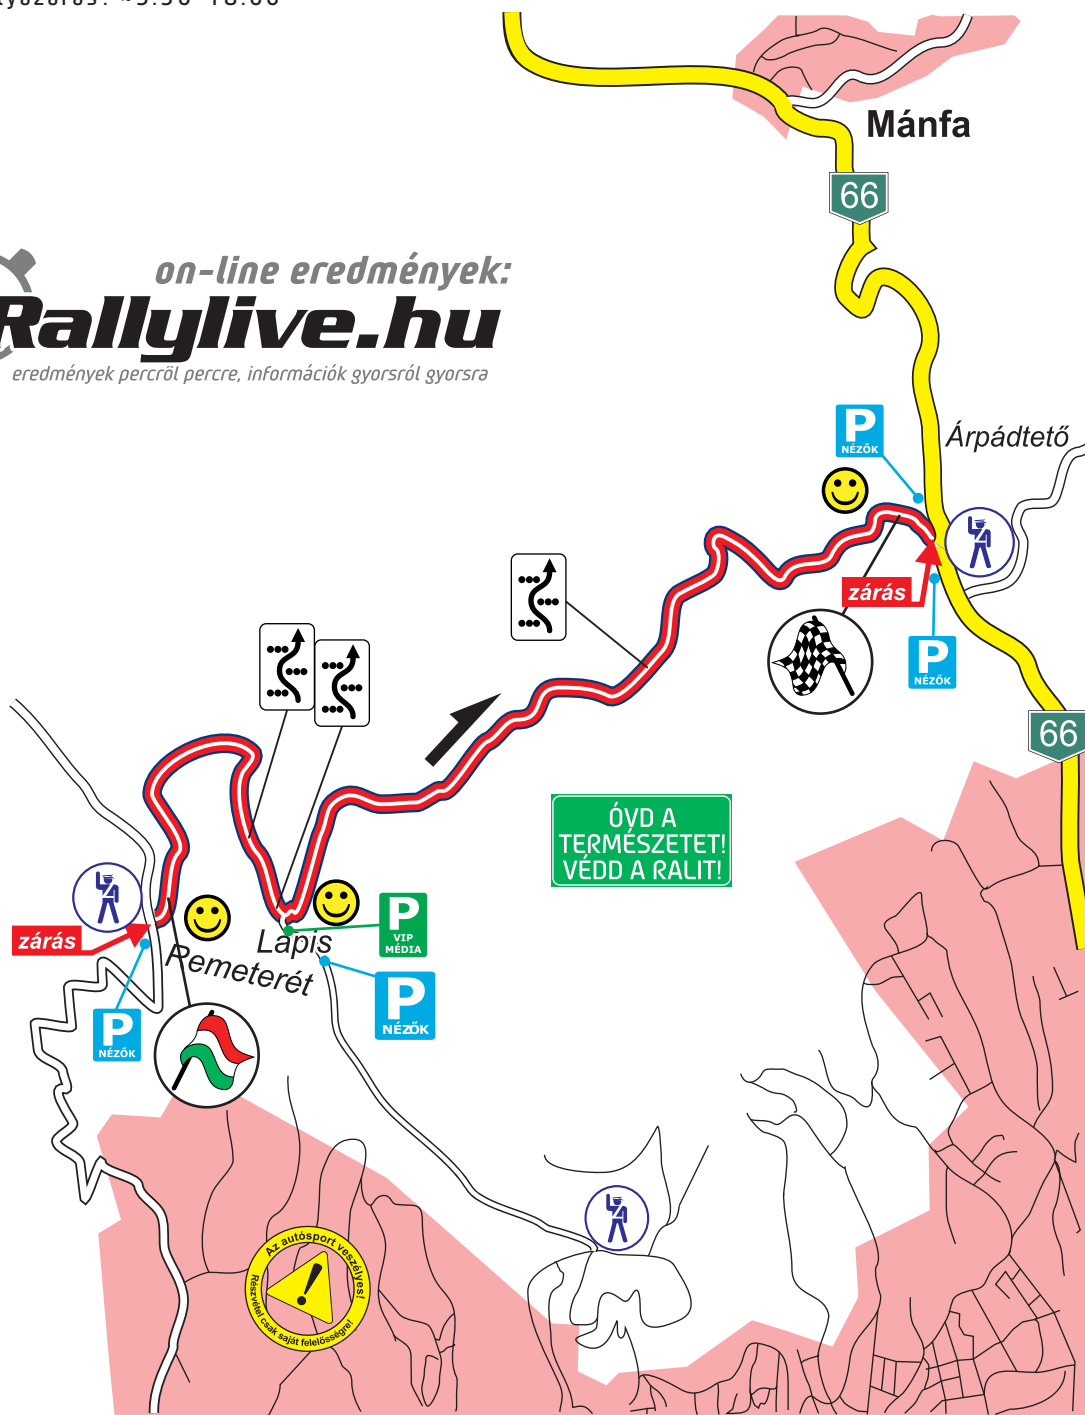 Mánfa
66
on-line eredmények:
Rallylive.hu
eredmények percröl percre, információk gyorsról gyorsra
P
NÉZŐK
Árpádtető
zárás
P
NÉZŐK
66
ÓVD A
TERMÉSZETET!
VÉDD A RALIT!
zárás
P
VIP
MÉDIA
Lapis
Remeterét
P
NÉZŐK
P
NÉZŐK
Az autósport veszélyes!
Részvétel csak saját felelősségre!